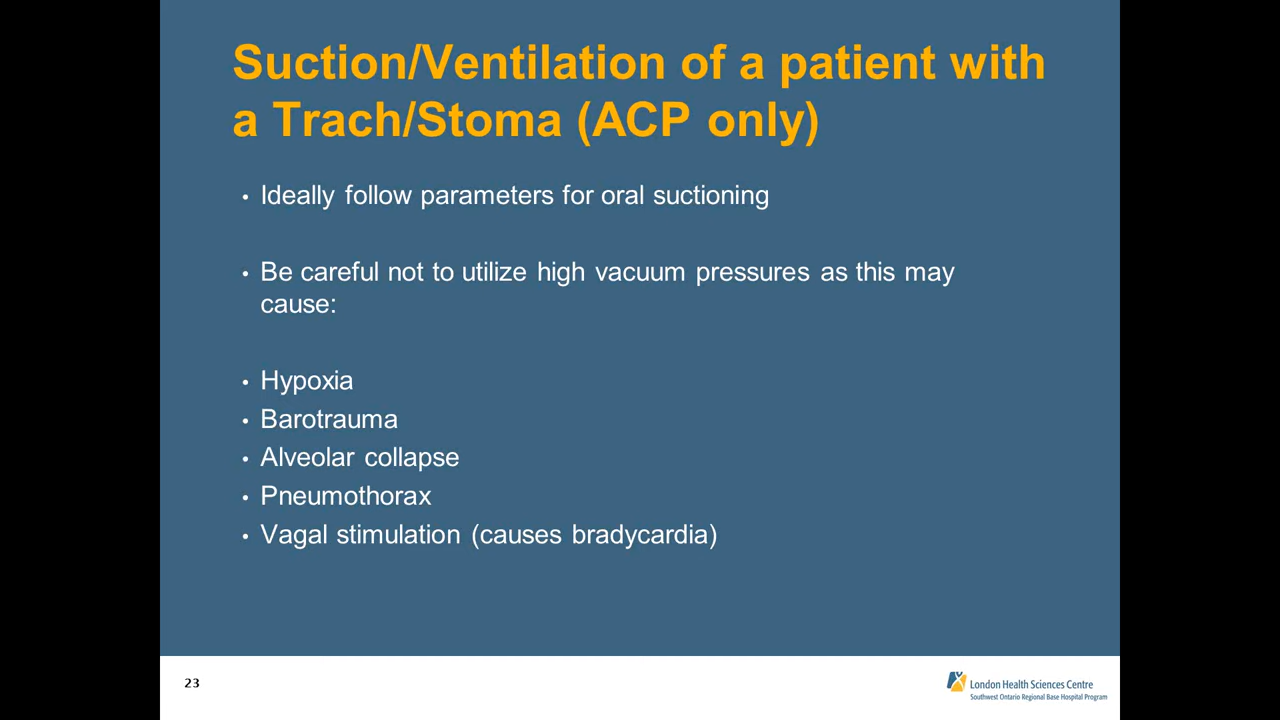 Suction/Ventilation of a patient with
a Trach/Stoma (ACP only)
• Ideally follow parameters for oral suctioning
• Be careful not to utilize high vacuum pressures as this may
cause:
• Hypoxia
• Barotrauma
• Alveolar collapse
• Pneumothorax
• Vagal stimulation (causes bradycardia)
23
London Health Sciences Centre
Southwest Ontario Regional Base Hospital Program